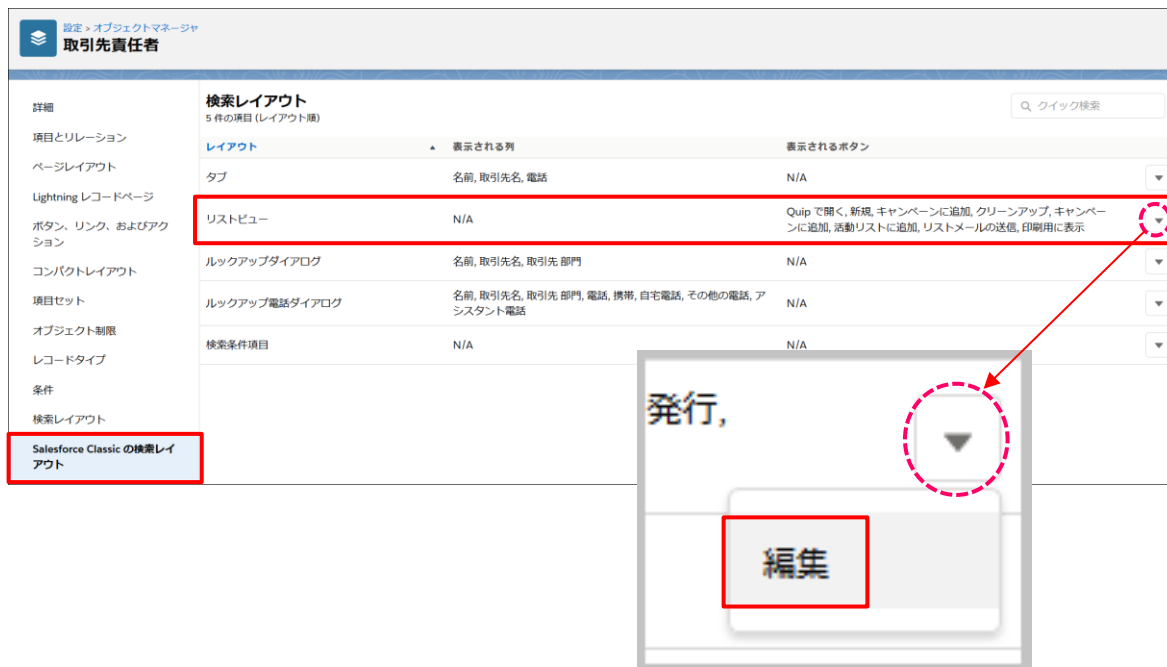 設定 > オブジェクトマネージャ
取引先責任者
詳細
項目とリレーション
ページレイアウト
Lightning レコードページ
ボタン、リンク、およびアク
ション
コンパクトレイアウト
項目セット
オブジェクト制限
レコードタイプ
条件
検索レイアウト
Salesforce Classic の検索レイ
アウト
検索レイアウト
5 件の項目 (レイアウト順)
クイック検索
レイアウト 表示される列 表示されるボタン
タブ 名前, 取引先名, 電話 N/A
リストビュー N/A Quip で開く, 新規, キャンペーンに追加, クリーンアップ, キャンペー
ンに追加, 活動リストに追加, リストメールの送信, 印刷用に表示
ルックアップダイアログ 名前, 取引先名, 取引先 部門 N/A
ルックアップ電話ダイアログ 名前, 取引先名, 取引先 部門, 電話, 携帯, 自宅電話, その他の電話, ア
シスタント電話 N/A
検索条件項目 N/A N/A
発行,
編集